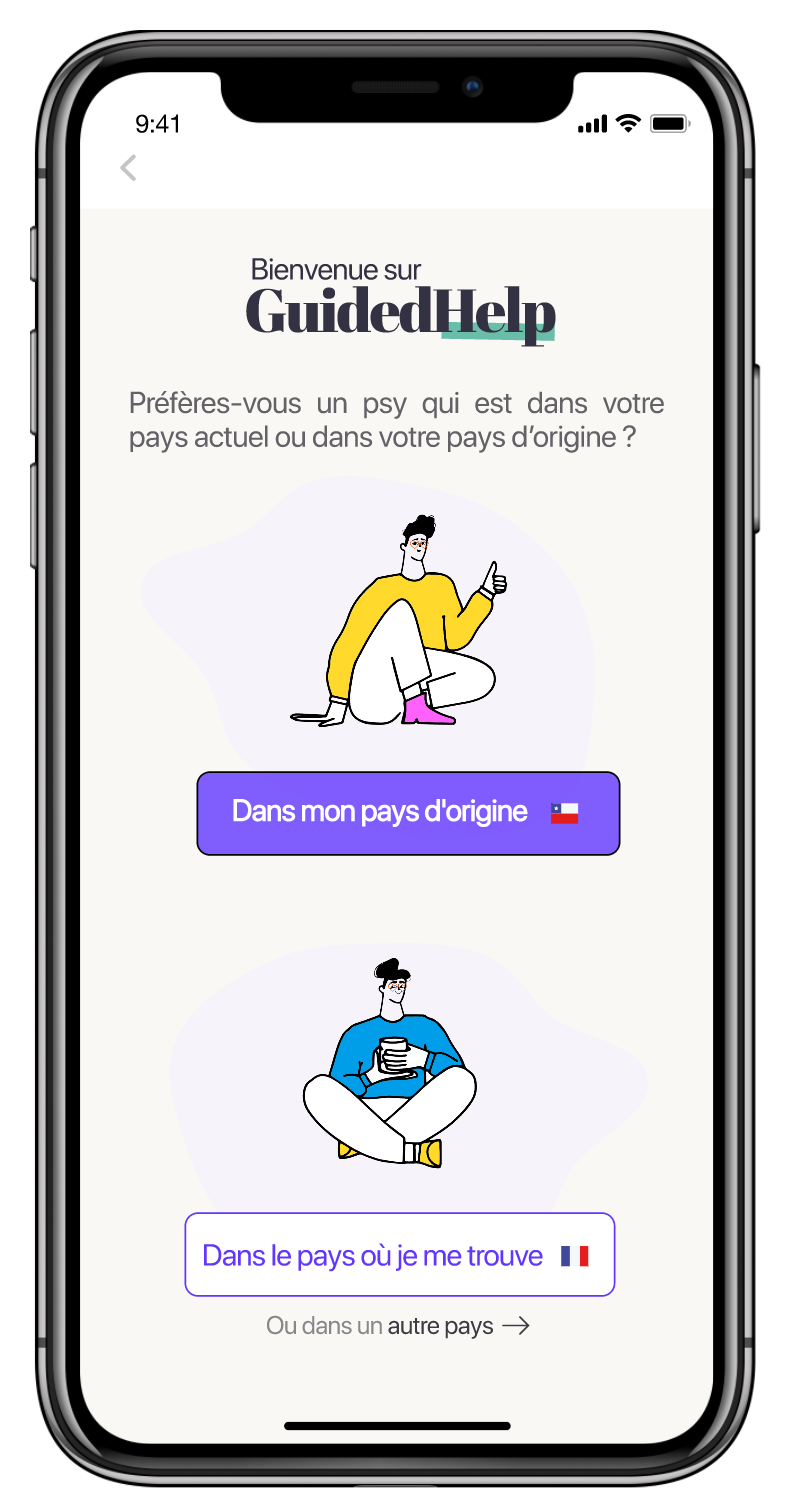 9:41
Bienvenue sur
GuidedHelp
Préfères-vous un psy qui est dans votre
pays actuel ou dans votre pays d’origine ?
Dans mon pays d'origine
Dans le pays où je me trouve
Ou dans un autre pays →